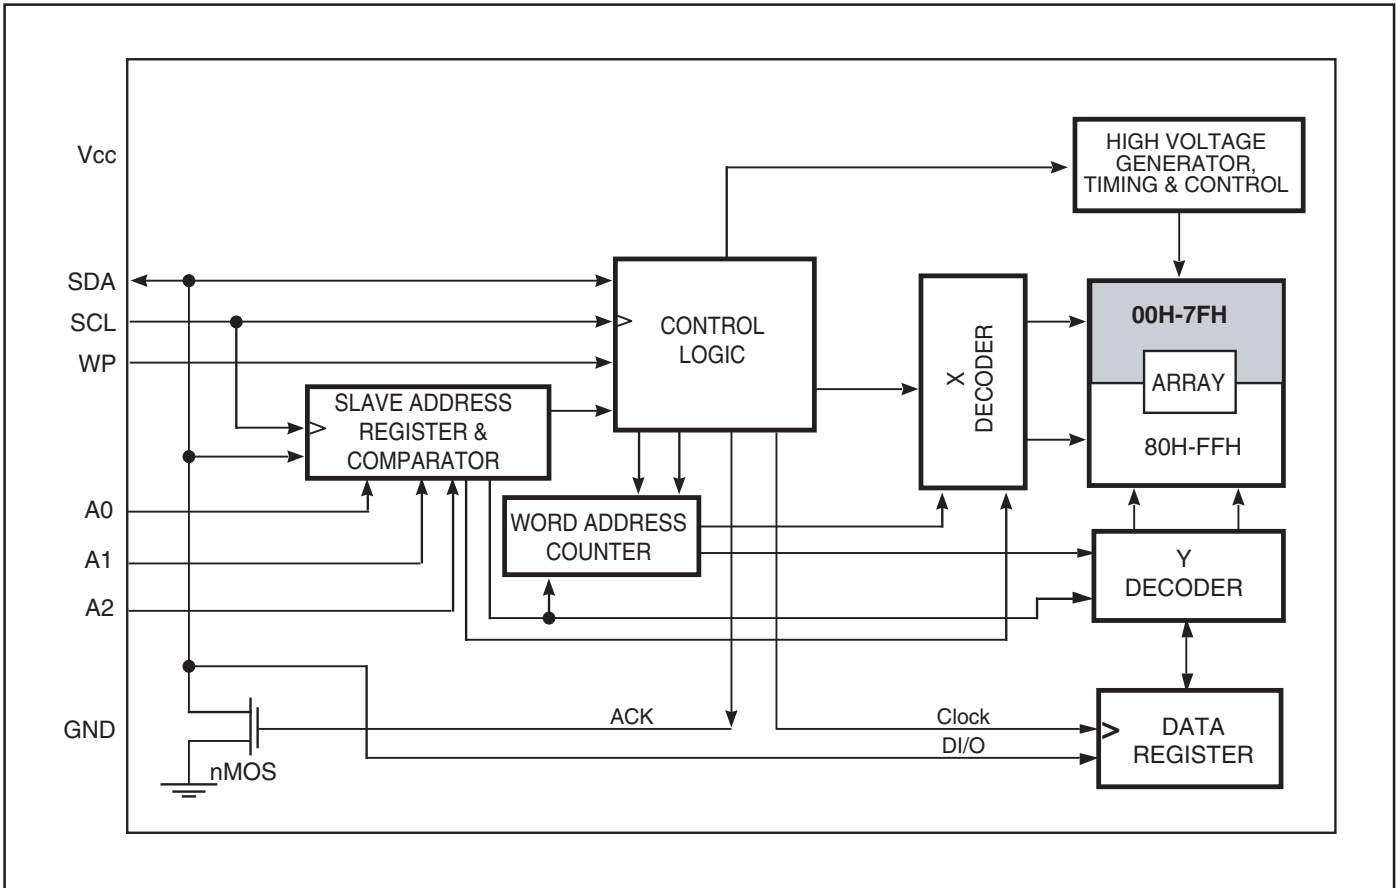 Vcc
HIGH VOLTAGE
GENERATOR,
TIMING & CONTROL
SDA
SCL
WP
CONTROL
LOGIC
X
DECODER
00H-7FH
ARRAY
80H-FFH
SLAVE ADDRESS
REGISTER &
COMPARATOR
A0
A1
A2
WORD ADDRESS
COUNTER
Y
DECODER
GND
nMOS
ACK
Clock
DI/O
DATA
REGISTER